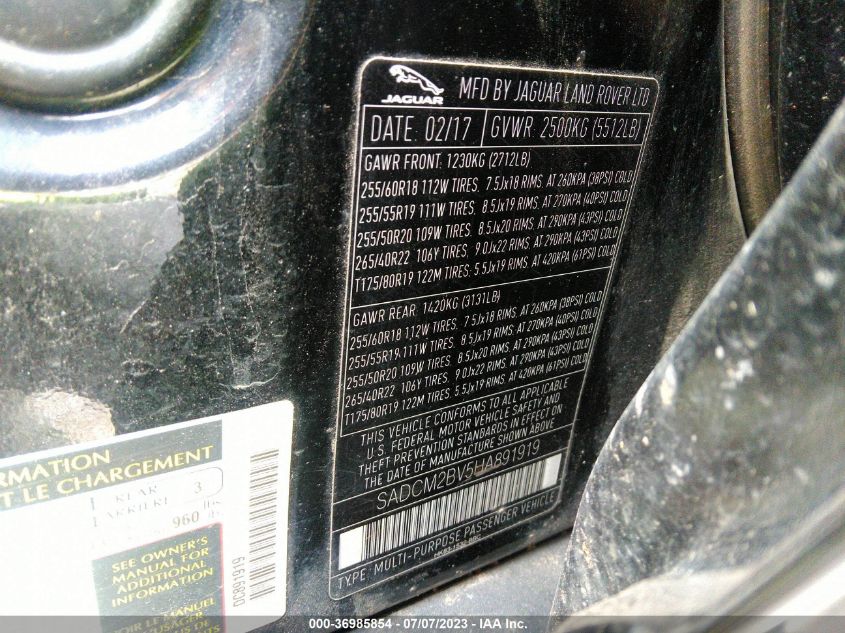 JAGUAR
MFD BY JAGUAR LAND ROVER LTD
DATE: 02/17
GVWR: 2500KG (5512LB)
GAWR FRONT: 1230KG (2712LB)
255/60R18 112W TIRES, 7.5Jx18 RIMS, AT 260KPA (38PSI) COLD
255/55R19 111W TIRES, 8.5Jx19 RIMS, AT 270KPA (40PSI) COLD
255/50R20 109W TIRES, 8.5Jx20 RIMS, AT 290KPA (43PSI) COLD
265/40R22 106Y TIRES, 9.0Jx22 RIMS, AT 290KPA (43PSI) COLD
T175/80R19 122M TIRES: 5.5Jx19 RIMS, AT 420KPA (61PSI) COLD
GAWR REAR: 1420KG (3131LB)
255/60R18 112W TIRES, 7.5Jx18 RIMS, AT 260KPA (38PSI) COLD
255/55R19 111W TIRES, 8.5Jx19 RIMS: AT 270KPA (40PSI) COLD
255/50R20 109W TIRES, 8.5Jx20 RIMS, AT 290KPA (43PSI) COLD
265/40R22 106Y TIRES, 9.0Jx22 RIMS, AT 290KPA (43PSI) COLD
T175/80R19 122M TIRES: 5.5Jx19 RIMS, AT 420KPA (61PSI) COLD
THIS VEHICLE CONFORMS TO ALL APPLICABLE
U.S. FEDERAL MOTOR VEHICLE SAFETY AND
THEFT PREVENTION STANDARDS IN EFFECT ON
THE DATE OF MANUFACTURE SHOWN ABOVE
SADCM2BV5HA891919
TYPE: MULTI-PURPOSE PASSENGER VEHICLE
RMATION
T LE CHARGEMENT
REAR
ARRIÈRE
3
960
lbs
SEE OWNER'S
MANUAL FOR
ADDITIONAL
INFORMATION
OIR LE MANUEL
000-36985854 - 07/07/2023 - IAA Inc.